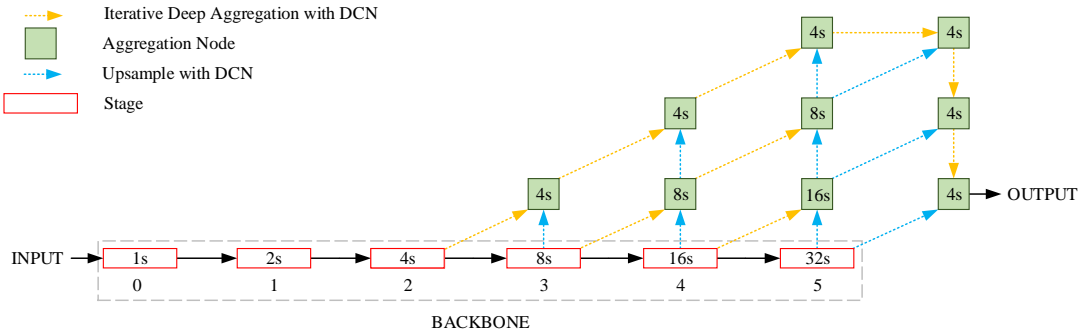 Iterative Deep Aggregation with DCN
Aggregation Node
Upsample with DCN
Stage
4s 4s
4s 8s 4s
4s 8s 16s 4s OUTPUT
INPUT 1s 2s 4s 8s 16s 32s
0 1 2 3 4 5
BACKBONE